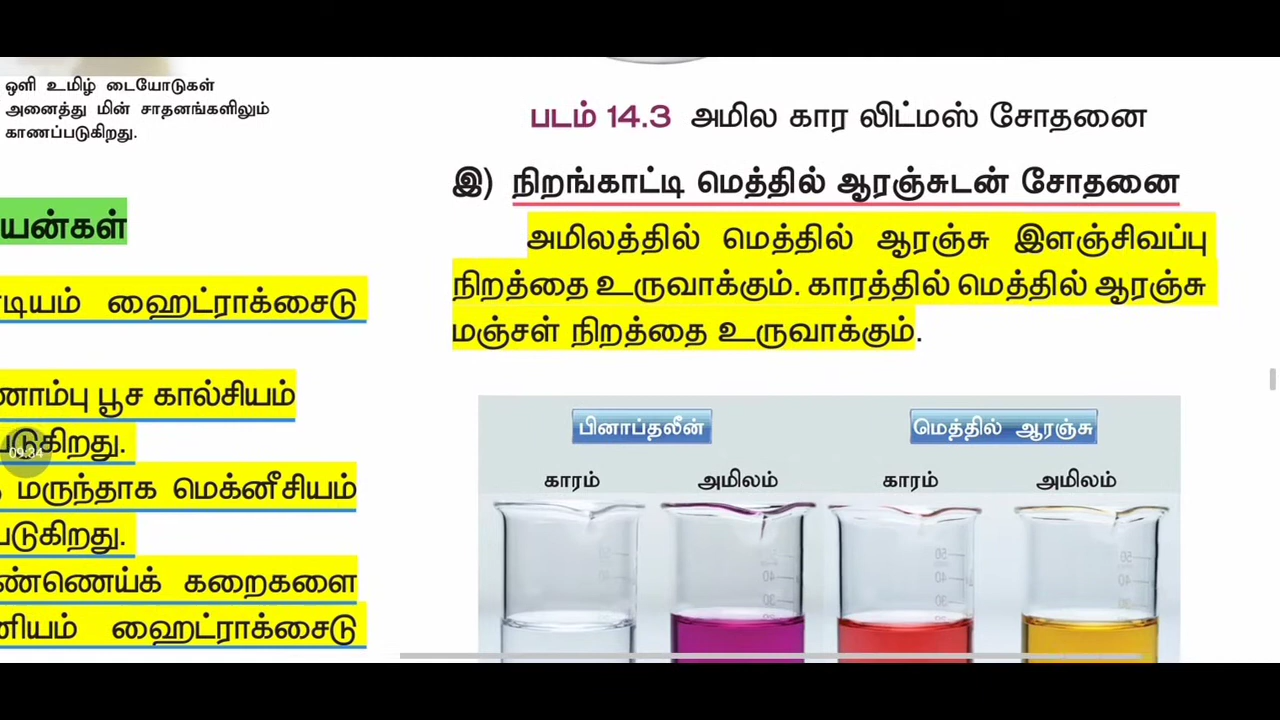 ஒளி உமிழ் டையோடுகள்
அனைத்து மின் சாதனங்களிலும்
காணப்படுகிறது.
யன்கள்
டியம் ஹைட்ராக்சைடு
ணாம்பு பூச கால்சியம்
படுகிறது.
09:34
மருந்தாக மெக்னீசியம்
படுகிறது.
ண்ணெய்க் கறைகளை
னியம் ஹைட்ராக்சைடு
படம் 14.3 அமில கார லிட்மஸ் சோதனை
இ) நிறங்காட்டி மெத்தில் ஆரஞ்சுடன் சோதனை
அமிலத்தில் மெத்தில் ஆரஞ்சு இளஞ்சிவப்பு
நிறத்தை உருவாக்கும். காரத்தில் மெத்தில் ஆரஞ்சு
மஞ்சள் நிறத்தை உருவாக்கும்.
பினாப்தலீன் மெத்தில் ஆரஞ்சு
காரம் அமிலம் காரம் அமிலம்